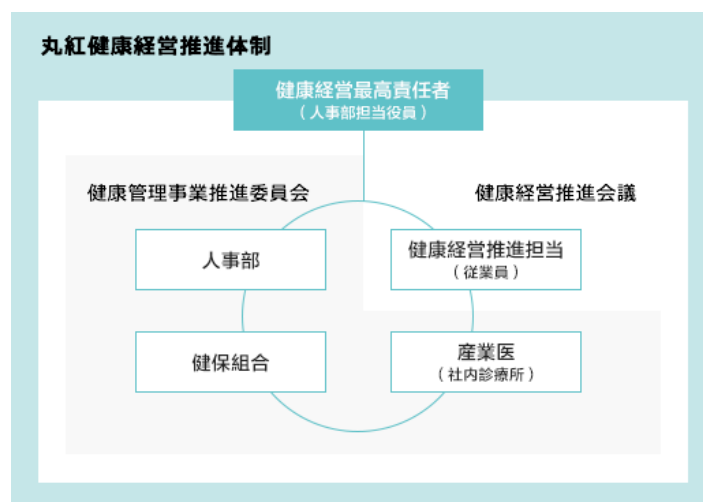 丸紅健康経営推進体制
健康経営最高責任者
（人事部担当役員）
健康管理事業推進委員会
健康経営推進会議
人事部
健康経営推進担当
（従業員）
健保組合
産業医
（社内診療所）